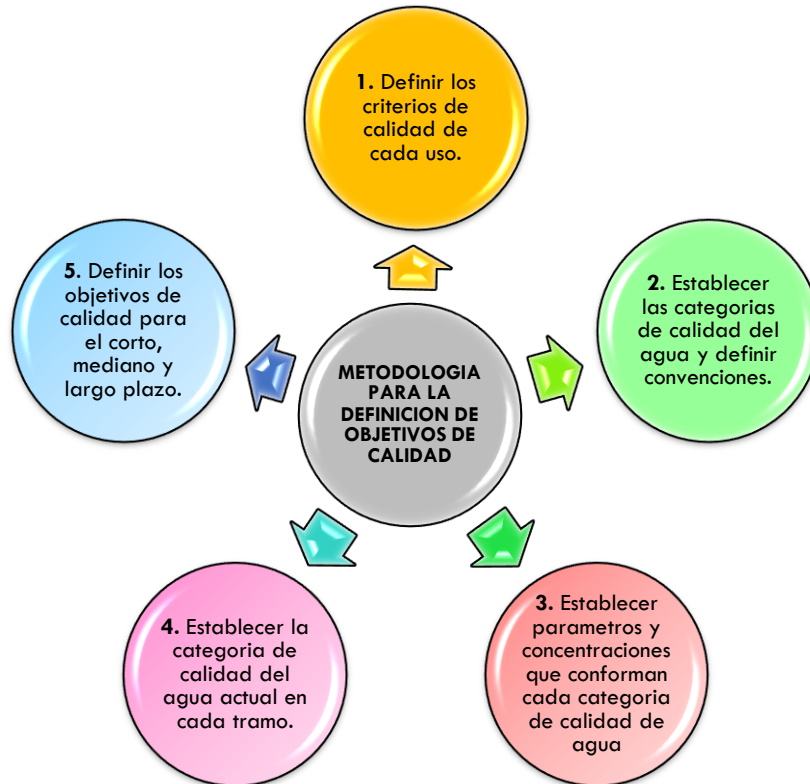 1. Definir los
criterios de
calidad de
cada uso.
2. Establecer
las categorias
de calidad del
agua y definir
convenciones.
3. Establecer
parametros y
concentraciones
que conforman
cada categoria
de calidad de
agua
4. Establecer la
categoria de
calidad del
agua actual en
cada tramo.
5. Definir los
objetivos de
calidad para
el corto,
mediano y
largo plazo.
METODOLOGIA
PARA LA
DEFINICION DE
OBJETIVOS DE
CALIDAD